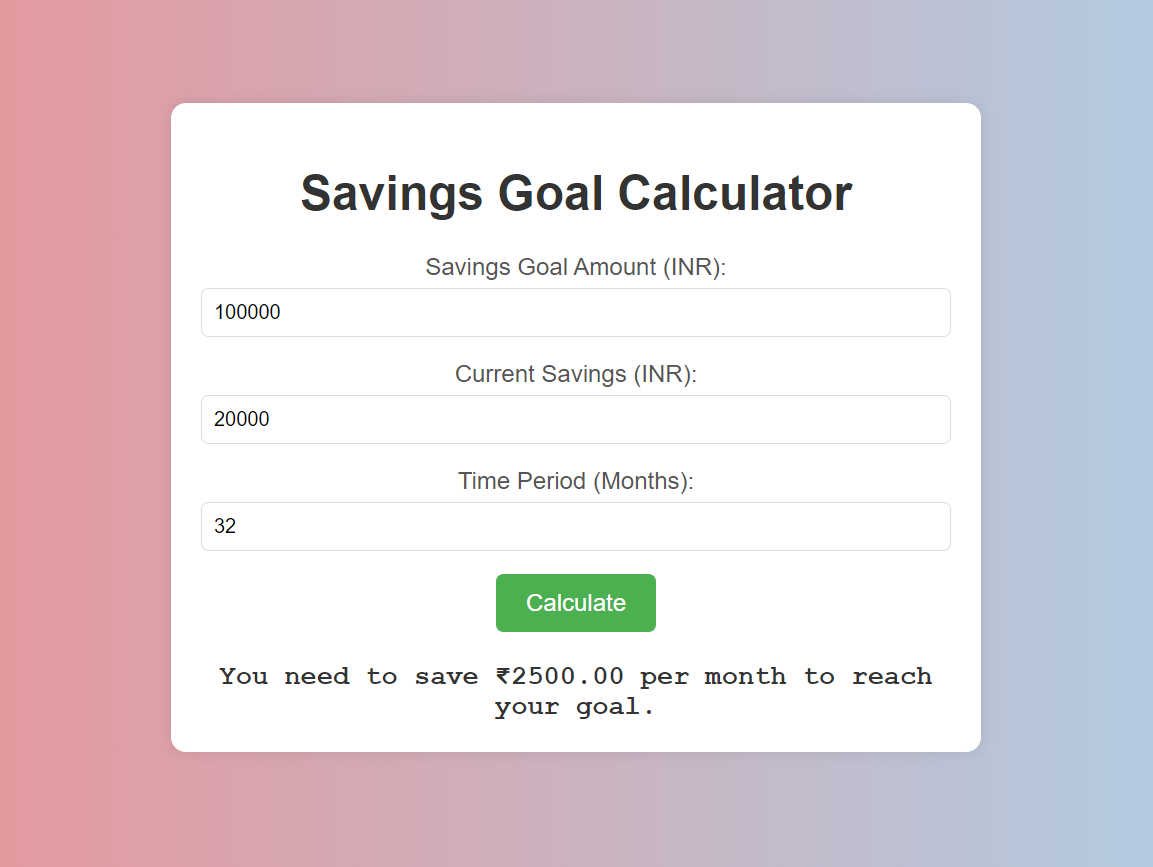 Savings Goal Calculator
Savings Goal Amount (INR):
100000
Current Savings (INR):
20000
Time Period (Months):
32
Calculate
You need to save ₹2500.00 per month to reach
your goal.